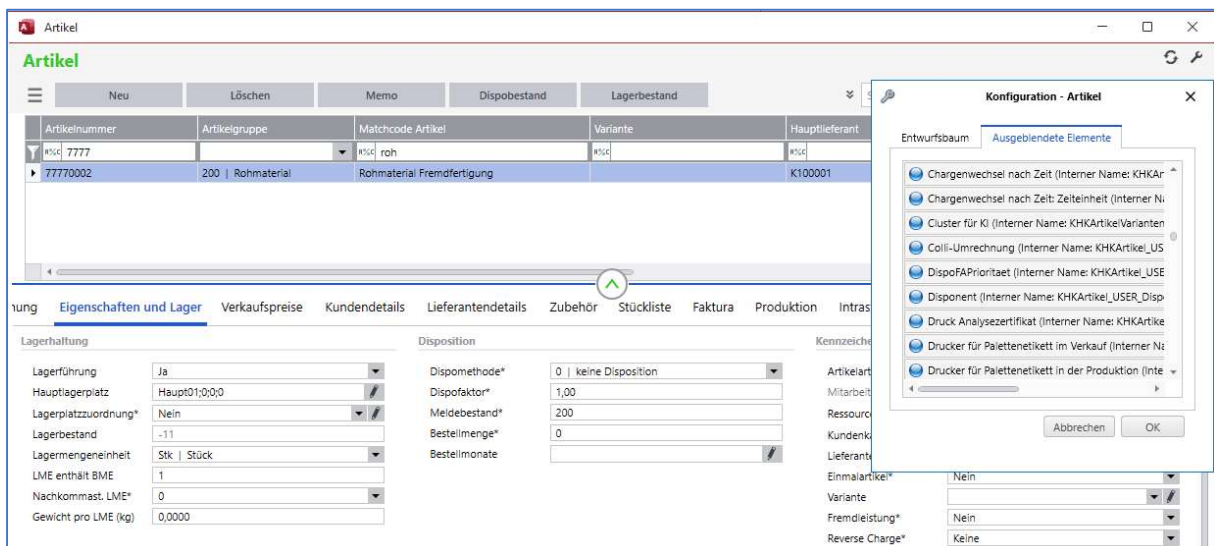 Artikel
Artikel
Neu Löschen Memo Dispobestand Lagerbestand
Artikelnummer Artikelgruppe Matchcode Artikel Variante Hauptlieferant
7777 roh
77770002 200 | Rohmaterial Rohmaterial Fremdfertigung K100001
Konfiguration - Artikel
Entwurfsbaum Ausgeblendete Elemente
Chargenwechsel nach Zeit (Interner Name: KHKAr
Chargenwechsel nach Zeit: Zeiteinheit (Interner Na
Cluster für KI (Interner Name: KHKArtikelVarianten
Colli-Umrechnung (Interner Name: KHKArtikel_US
DispoFAPrioritaet (Interner Name: KHKArtikel_USE
Disponent (Interner Name: KHKArtikel_USER_Disp
Druck Analysezertifikat (Interner Name: KHKArtike
Drucker für Palettenetikett im Verkauf (Interner Na
Drucker für Palettenetikett in der Produktion (Inte
Abbrechen OK
nung Eigenschaften und Lager Verkaufspreise Kundendetails Lieferantendetails Zubehör Stückliste Faktura Produktion Intras
Lagerhaltung Disposition Kennzeiche
Lagerführung Ja Dispomethode* 0 | keine Disposition Artikelart
Hauptlagerplatz Haupt01;0;0;0 Dispofaktor* 1,00 Mitarbeit
Lagerplatzzuordnung* Nein Meldebestand* 200 Ressourc
Lagerbestand -11 Bestellmenge* 0 Kundenka
Lagermengeneinheit Stk | Stück Bestellmonate Lieferante
LME enthält BME 1 Einmalartikel* Nein
Nachkommast. LME* 0 Variante
Gewicht pro LME (kg) 0,0000 Fremdleistung* Nein
Reverse Charge* Keine